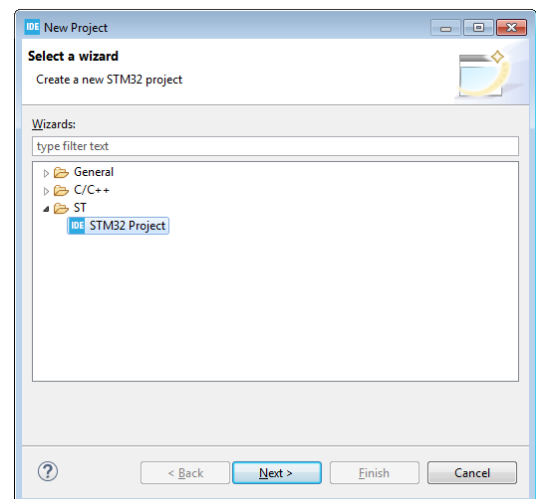 IDE New Project
Select a wizard
Create a new STM32 project
Wizards:
type filter text
General
C/C++
ST
IDE STM32 Project
? < Back Next > Finish Cancel